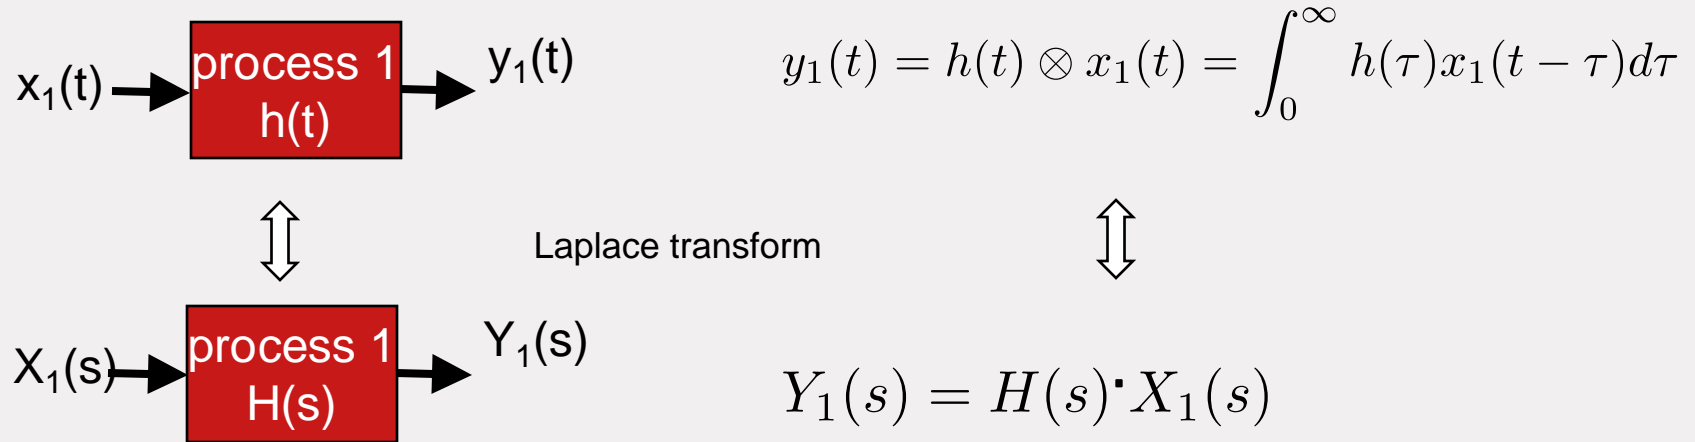 x₁(t)
process 1
h(t)
y₁(t)
y₁(t) = h(t) ⊗ x₁(t) = ∫₀^∞ h(τ)x₁(t − τ)dτ
Laplace transform
X₁(s)
process 1
H(s)
Y₁(s)
Y₁(s) = H(s)·X₁(s)